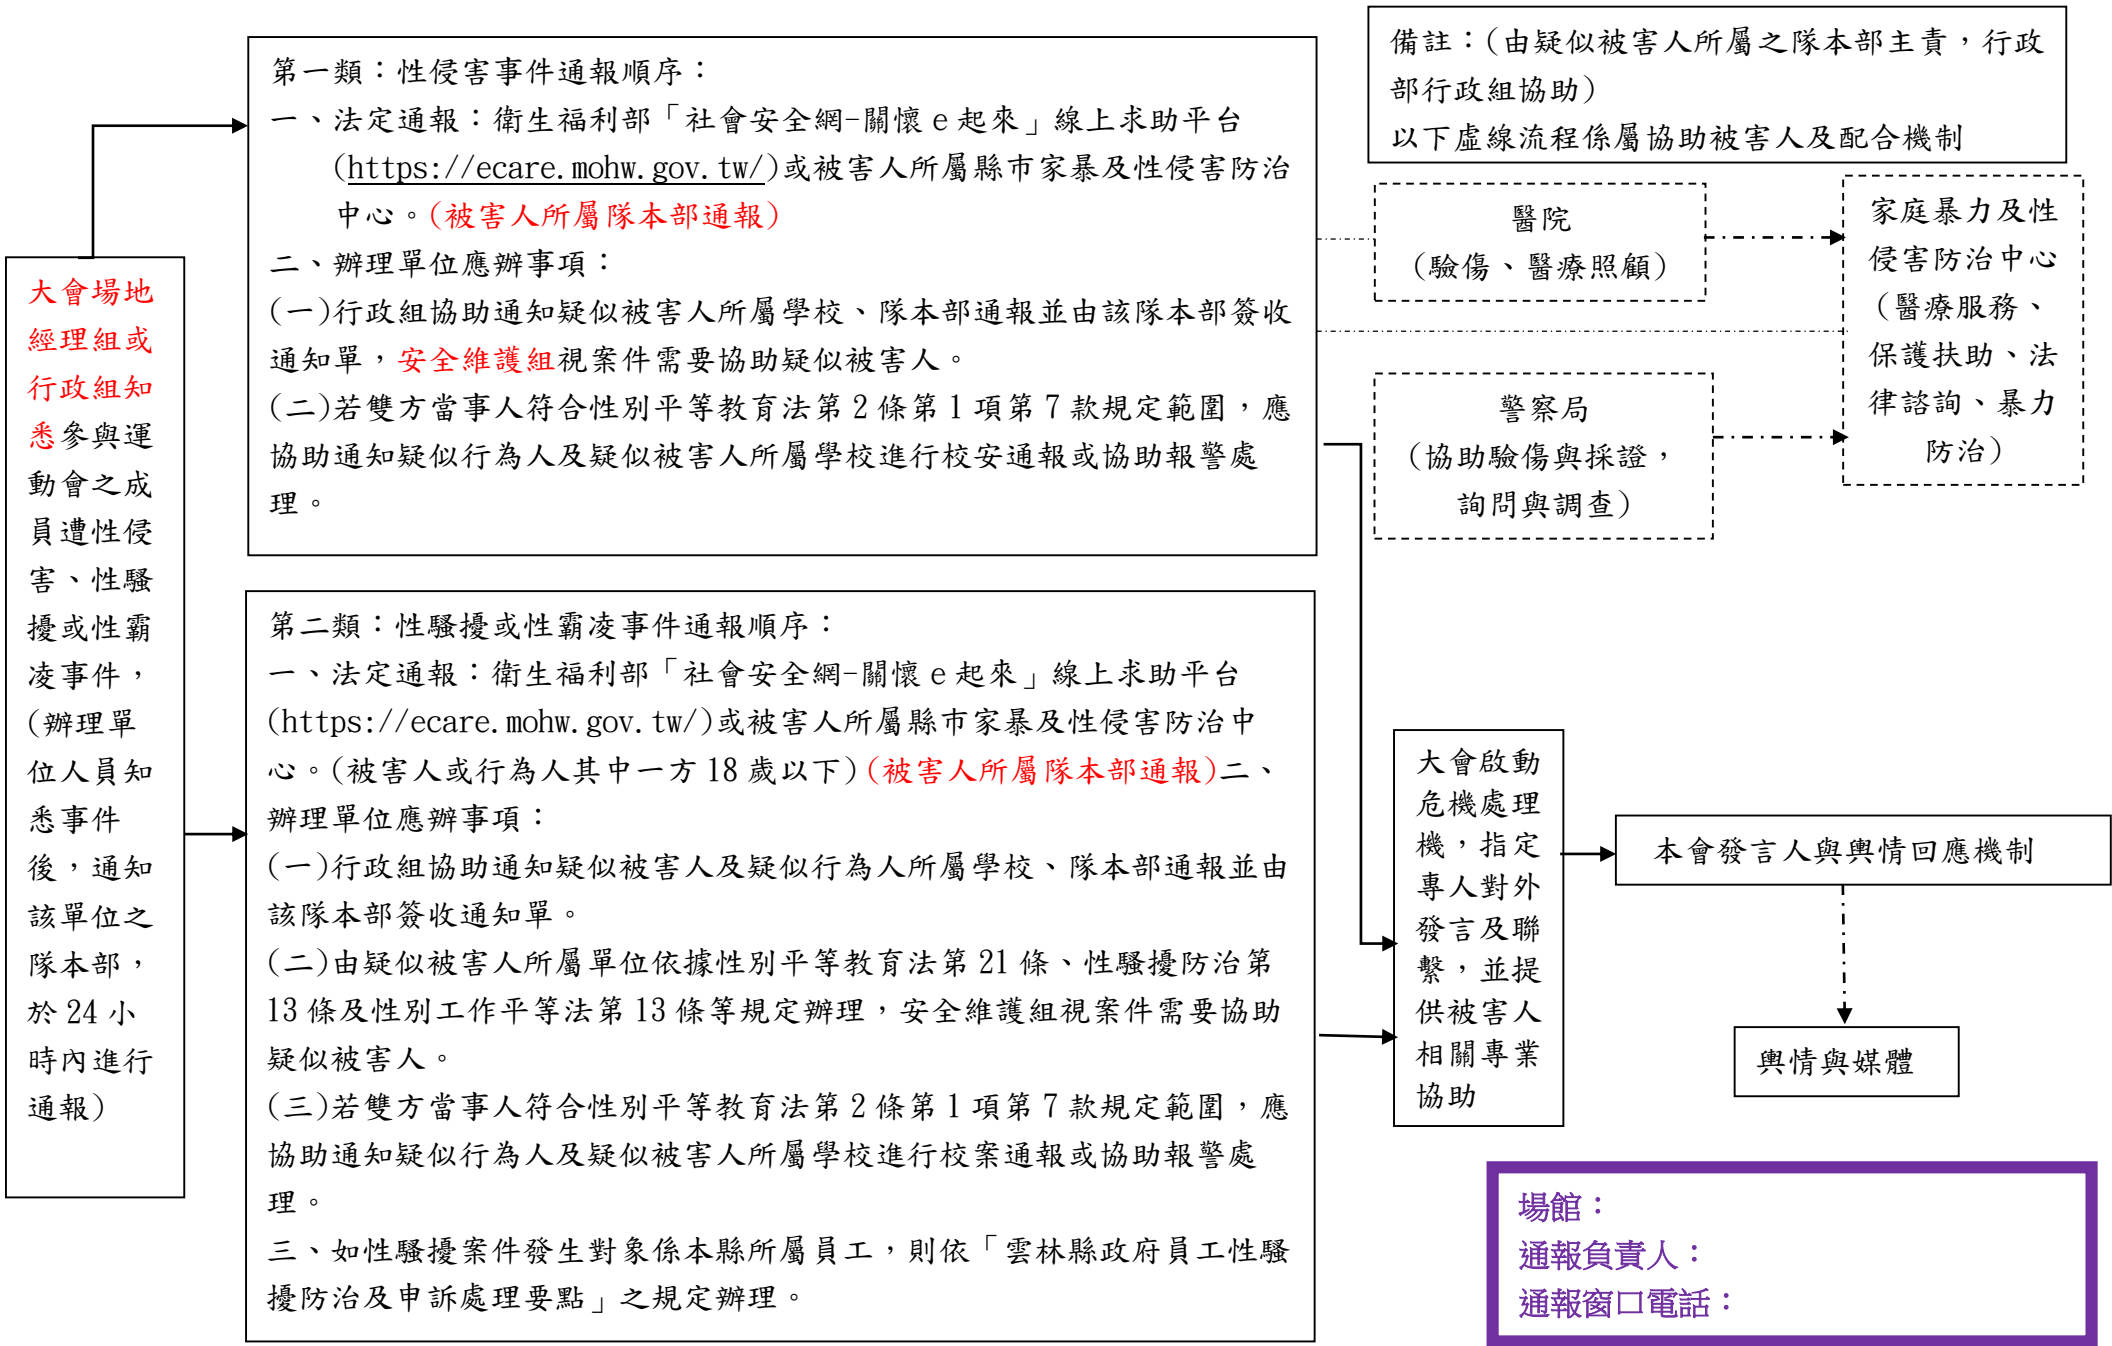 大會場地
經理組或
行政組知
悉參與運
動會之成
員遭性侵
害、性騷
擾或性霸
凌事件，
(辦理單
位人員知
悉事件
後，通知
該單位之
隊本部，
於 24 小
時內進行
通報)
第一類：性侵害事件通報順序：
一、法定通報：衛生福利部「社會安全網-關懷 e 起來」線上求助平台
(https://ecare.mohw.gov.tw/)或被害人所屬縣市家暴及性侵害防治
中心。(被害人所屬隊本部通報)
二、辦理單位應辦事項：
(一)行政組協助通知疑似被害人所屬學校、隊本部通報並由該隊本部簽收
通知單，安全維護組視案件需要協助疑似被害人。
(二)若雙方當事人符合性別平等教育法第 2 條第 1 項第 7 款規定範圍，應
協助通知疑似行為人及疑似被害人所屬學校進行校安通報或協助報警處
理。
第二類：性騷擾或性霸凌事件通報順序：
一、法定通報：衛生福利部「社會安全網-關懷 e 起來」線上求助平台
(https://ecare.mohw.gov.tw/)或被害人所屬縣市家暴及性侵害防治中
心。(被害人或行為人其中一方 18 歲以下)(被害人所屬隊本部通報)二、
辦理單位應辦事項：
(一)行政組協助通知疑似被害人及疑似行為人所屬學校、隊本部通報並由
該隊本部簽收通知單。
(二)由疑似被害人所屬單位依據性別平等教育法第 21 條、性騷擾防治第
13 條及性別工作平等法第 13 條等規定辦理，安全維護組視案件需要協助
疑似被害人。
(三)若雙方當事人符合性別平等教育法第 2 條第 1 項第 7 款規定範圍，應
協助通知疑似行為人及疑似被害人所屬學校進行校案通報或協助報警處
理。
三、如性騷擾案件發生對象係本縣所屬員工，則依「雲林縣政府員工性騷
擾防治及申訴處理要點」之規定辦理。
備註：(由疑似被害人所屬之隊本部主責，行政
部行政組協助)
以下虛線流程係屬協助被害人及配合機制
醫院
(驗傷、醫療照顧)
警察局
(協助驗傷與採證，
詢問與調查)
家庭暴力及性
侵害防治中心
(醫療服務、
保護扶助、法
律諮詢、暴力
防治)
大會啟動
危機處理
機，指定
專人對外
發言及聯
繫，並提
供被害人
相關專業
協助
本會發言人與輿情回應機制
輿情與媒體
場館：
通報負責人：
通報窗口電話：